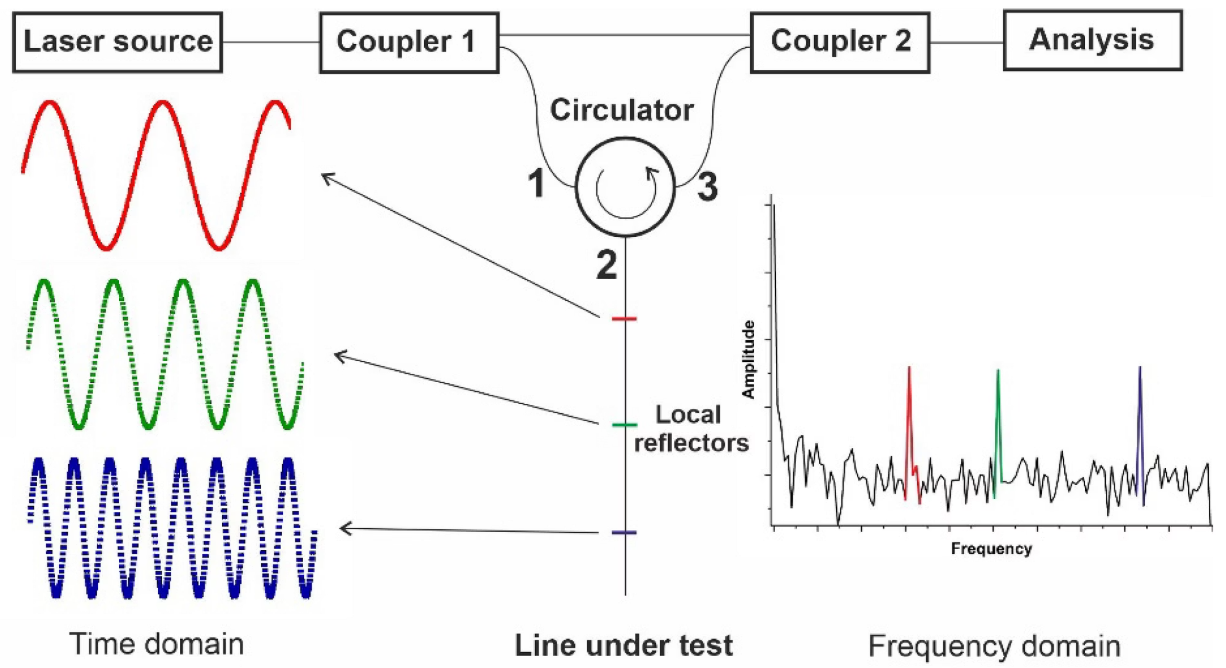 Laser source
Coupler 1
Coupler 2
Analysis
Circulator
1
3
2
Local
reflectors
Amplitude
Frequency
Time domain
Line under test
Frequency domain